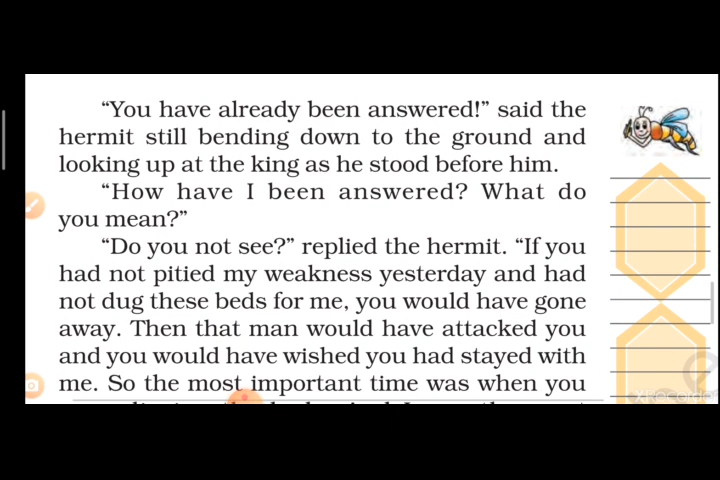 “You have already been answered!” said the
hermit still bending down to the ground and
looking up at the king as he stood before him.
“How have I been answered? What do
you mean?”
“Do you not see?” replied the hermit. “If you
had not pitied my weakness yesterday and had
not dug these beds for me, you would have gone
away. Then that man would have attacked you
and you would have wished you had stayed with
me. So the most important time was when you